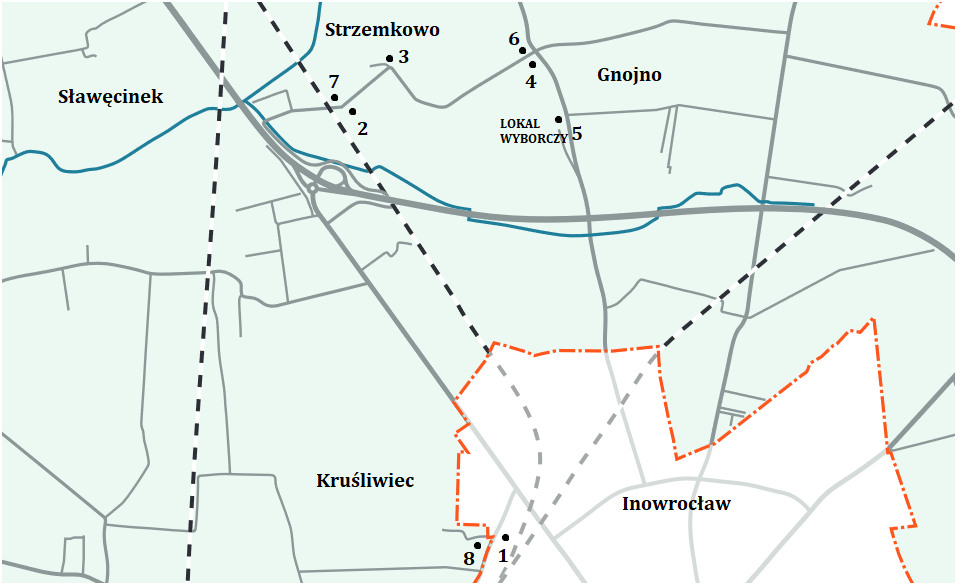 Strzemkowo
6
3
4
Gnojno
7
Sławęcinek
2
LOKAL
WYBORCZY 5
Kruśliwiec
Inowrocław
8
1